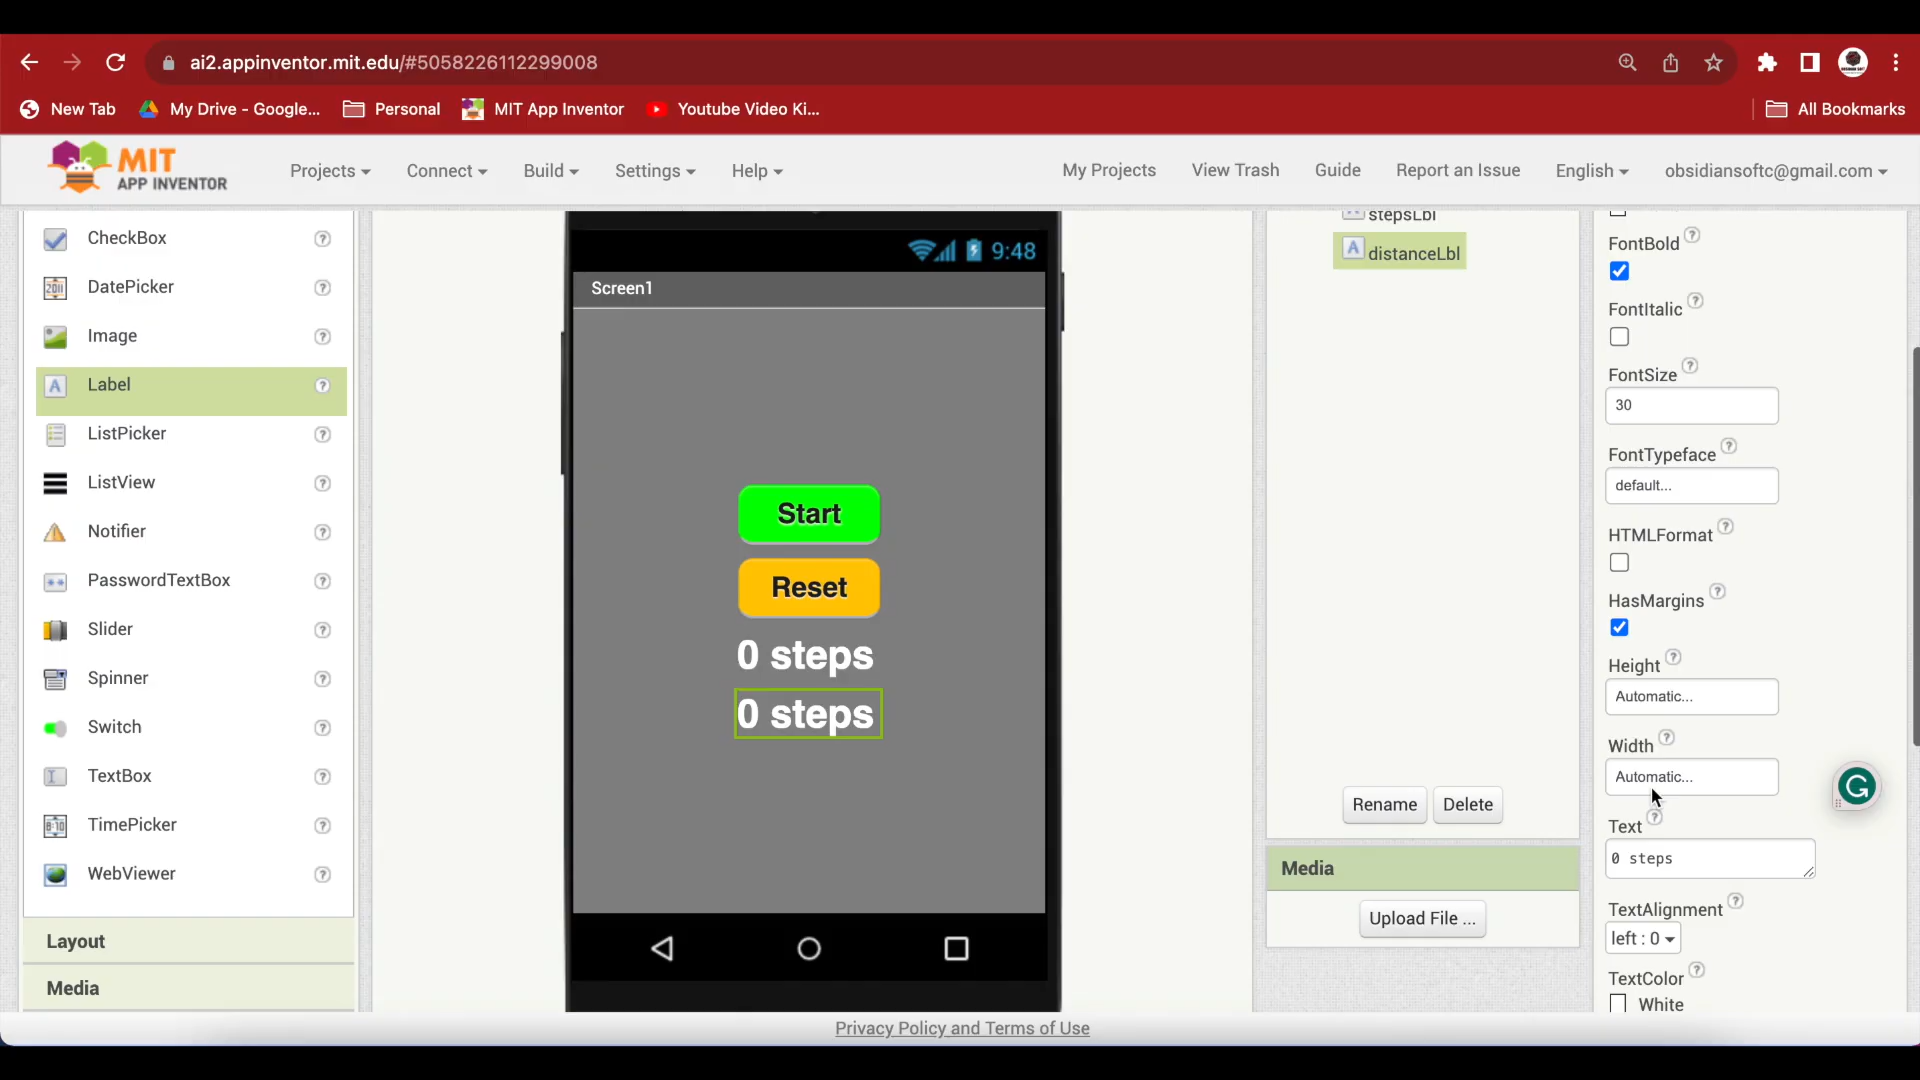 ai2.appinventor.mit.edu/#5058226112299008
New Tab
My Drive - Google...
Personal
MIT App Inventor
Youtube Video Ki...
All Bookmarks
MIT
APP INVENTOR
Projects
Connect
Build
Settings
Help
My Projects
View Trash
Guide
Report an Issue
English
obsidiansoftc@gmail.com
CheckBox
DatePicker
Image
Label
ListPicker
ListView
Notifier
PasswordTextBox
Slider
Spinner
Switch
TextBox
TimePicker
WebViewer
Layout
Media
9:48
Screen1
Start
Reset
0 steps
0 steps
stepsLbl
distanceLbl
Rename
Delete
Media
Upload File ...
FontBold
FontItalic
FontSize
30
FontTypeface
default...
HTMLFormat
HasMargins
Height
Automatic...
Width
Automatic...
Text
0 steps
TextAlignment
left : 0
TextColor
White
Privacy Policy and Terms of Use